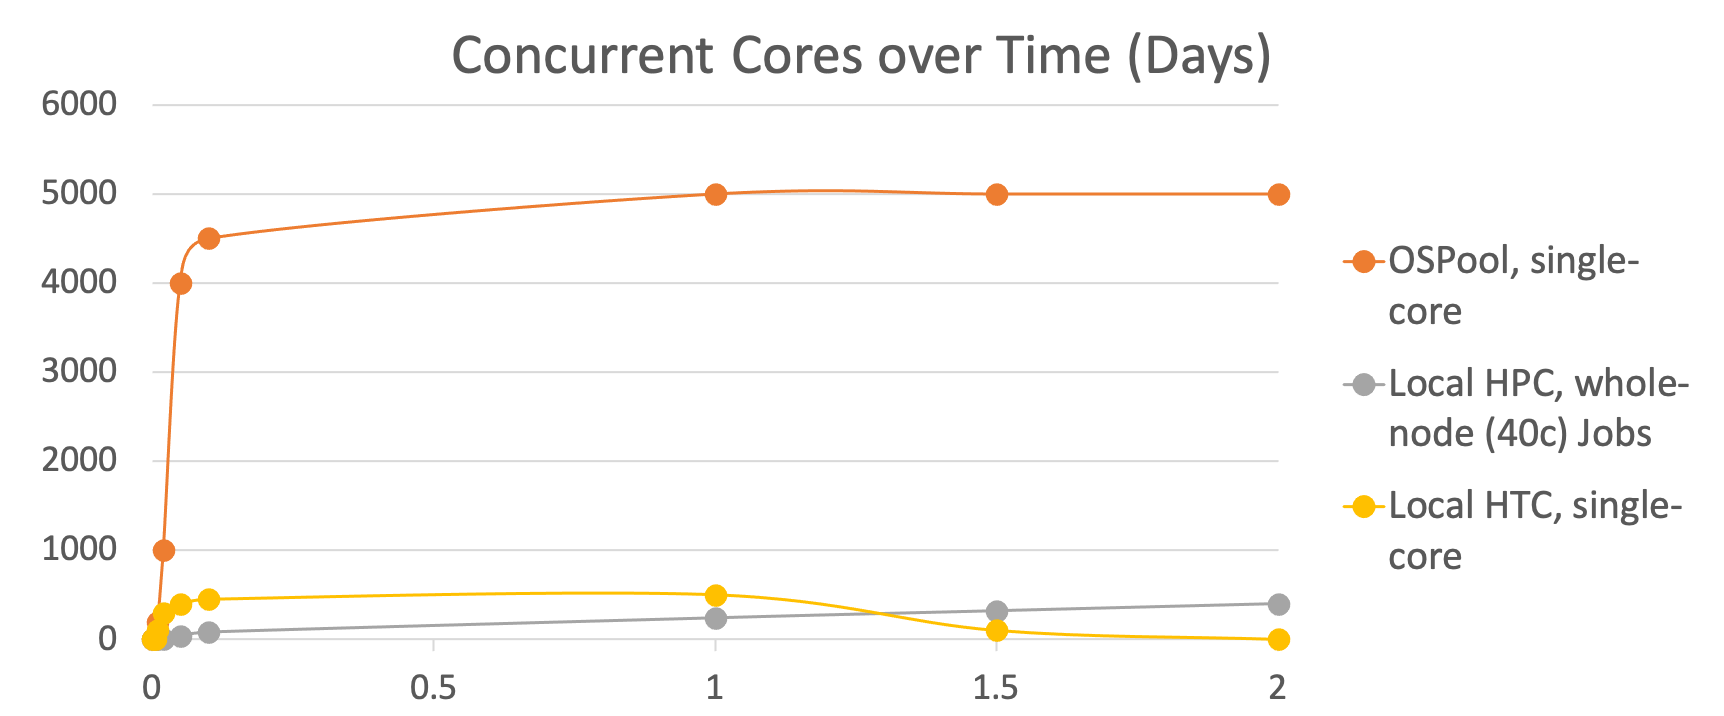 Concurrent Cores over Time (Days)
6000
5000
4000
3000
2000
1000
0
0
0.5
1
1.5
2
OSPool, single-
core
Local HPC, whole-
node (40c) Jobs
Local HTC, single-
core